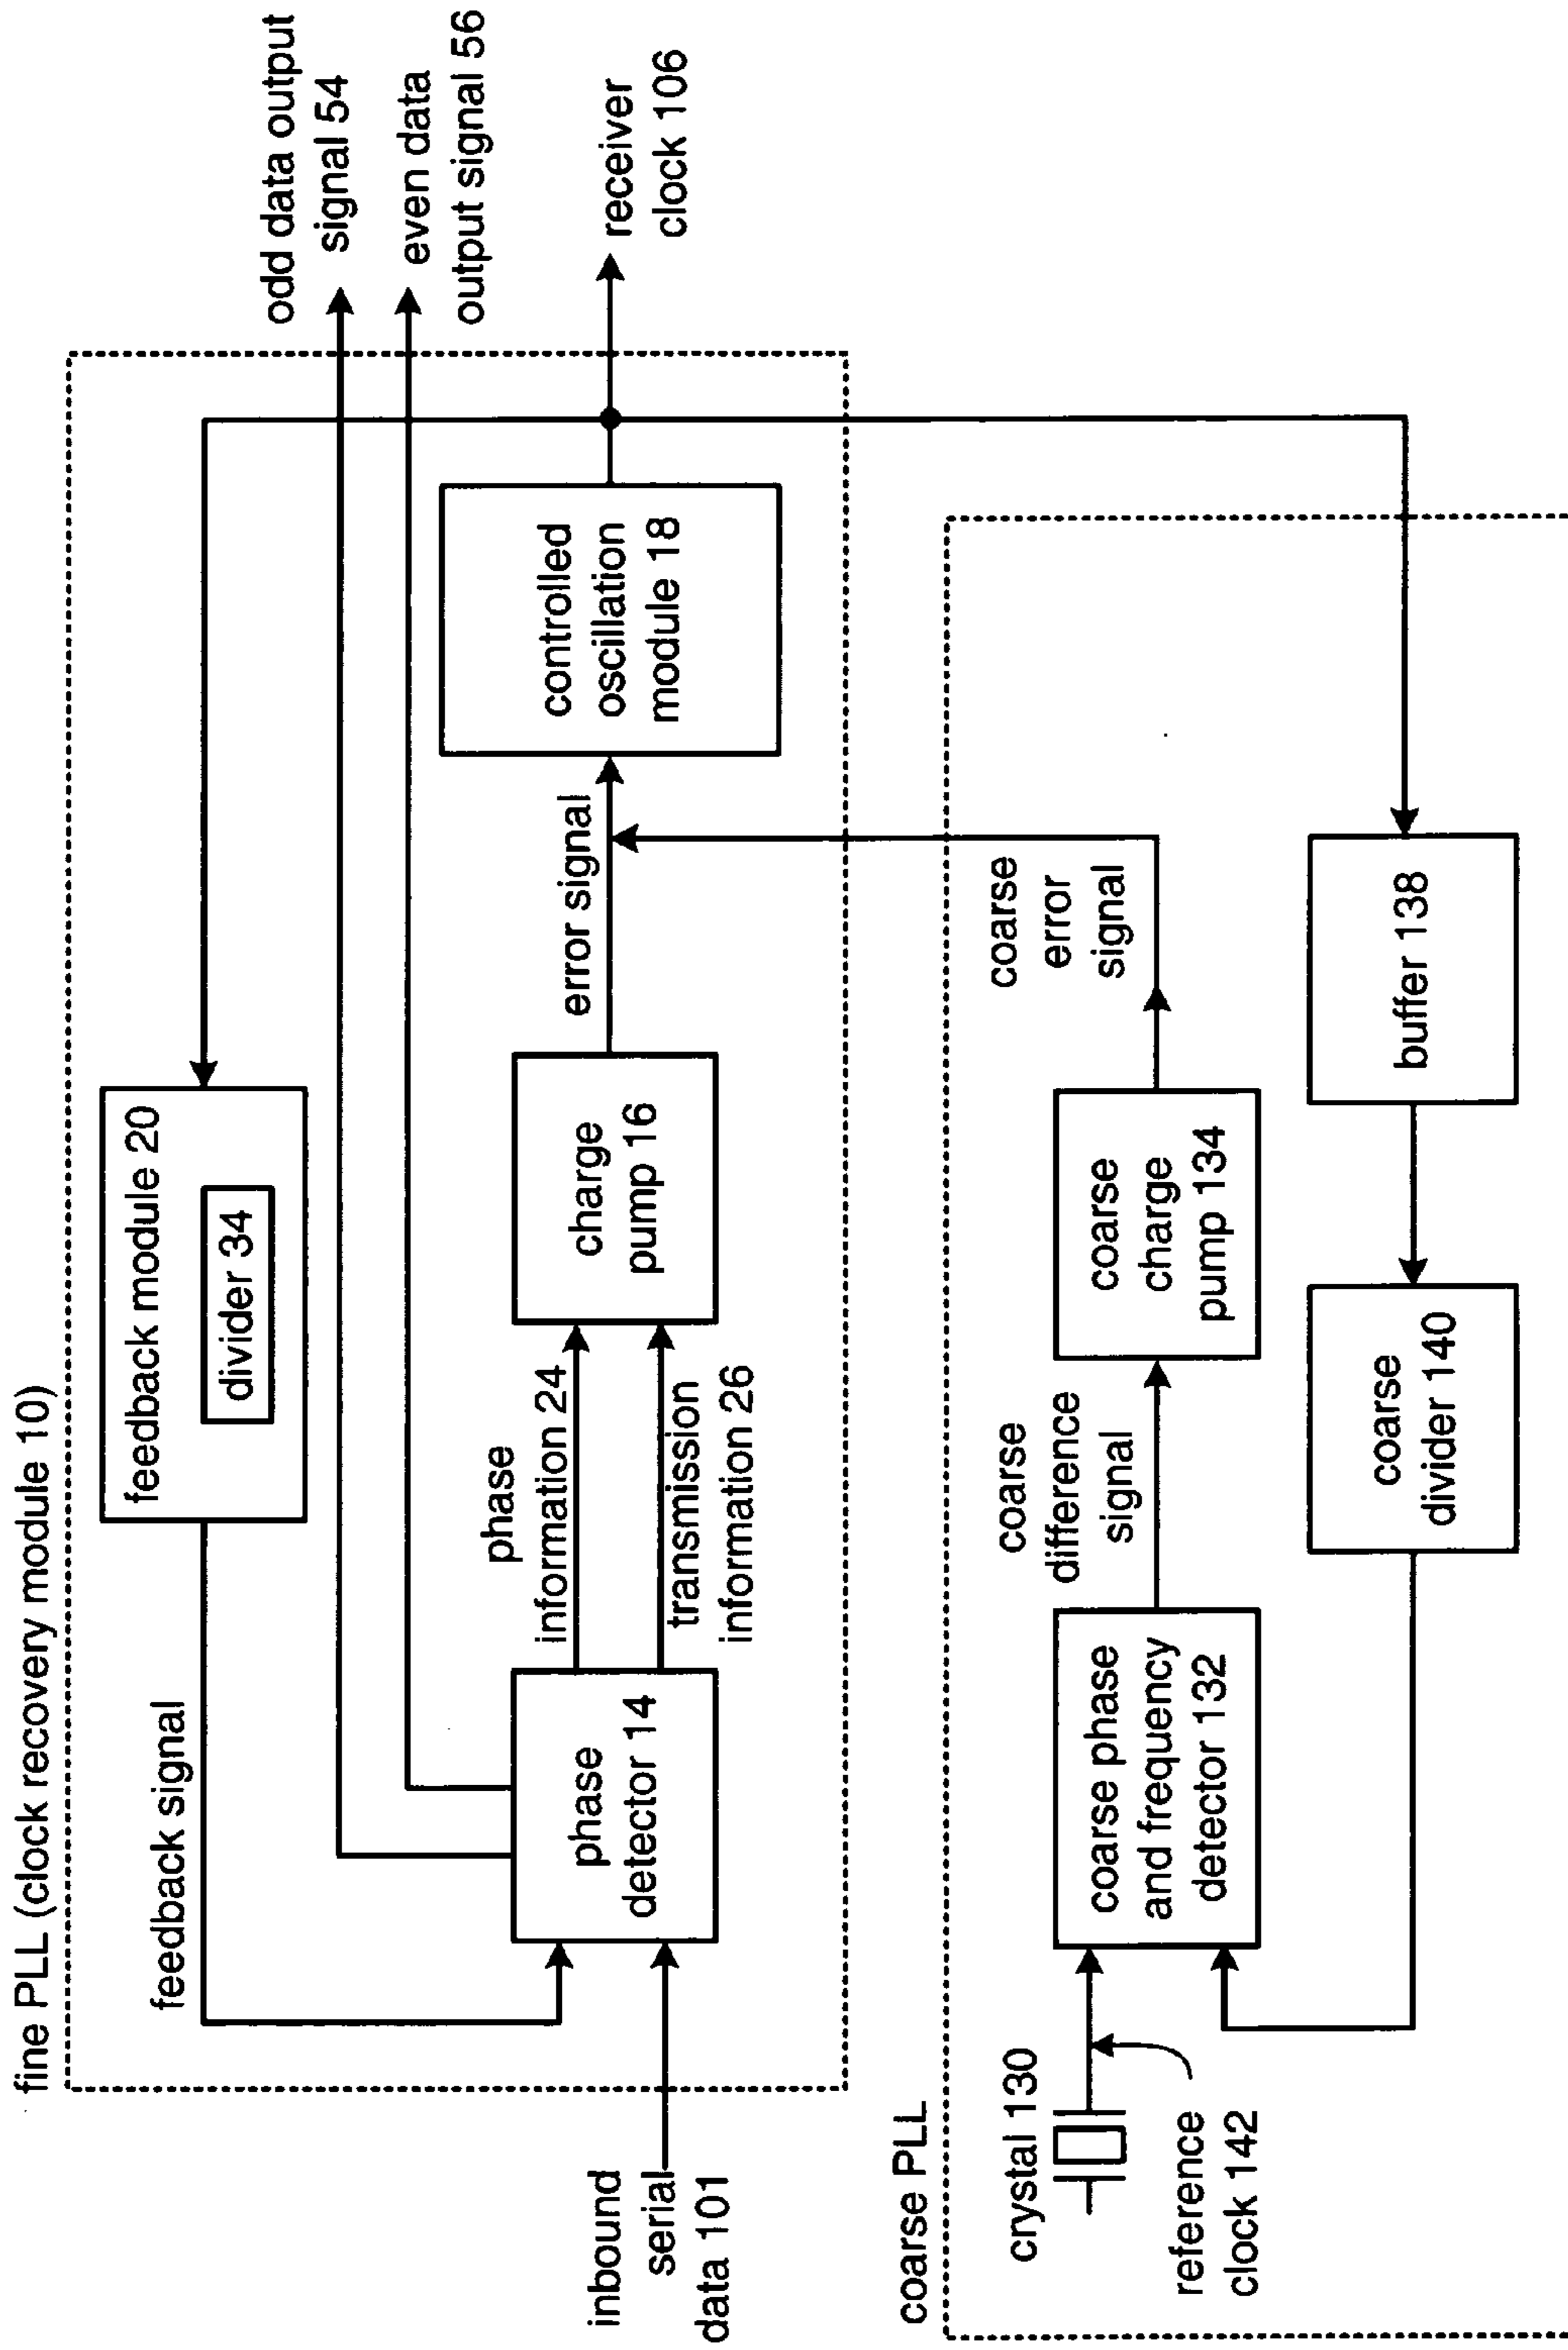 fine PLL (clock recovery module 10)
feedback signal
feedback module 20
divider 34
odd data output
signal 54
even data
output signal 56
inbound
serial
data 101
phase
detector 14
phase
information 24
transmission
information 26
charge
pump 16
error signal
controlled
oscillation
module 18
receiver
clock 106
coarse PLL
crystal 130
reference
clock 142
coarse phase
and frequency
detector 132
coarse
difference
signal
coarse
charge
pump 134
coarse
error
signal
coarse
divider 140
buffer 138